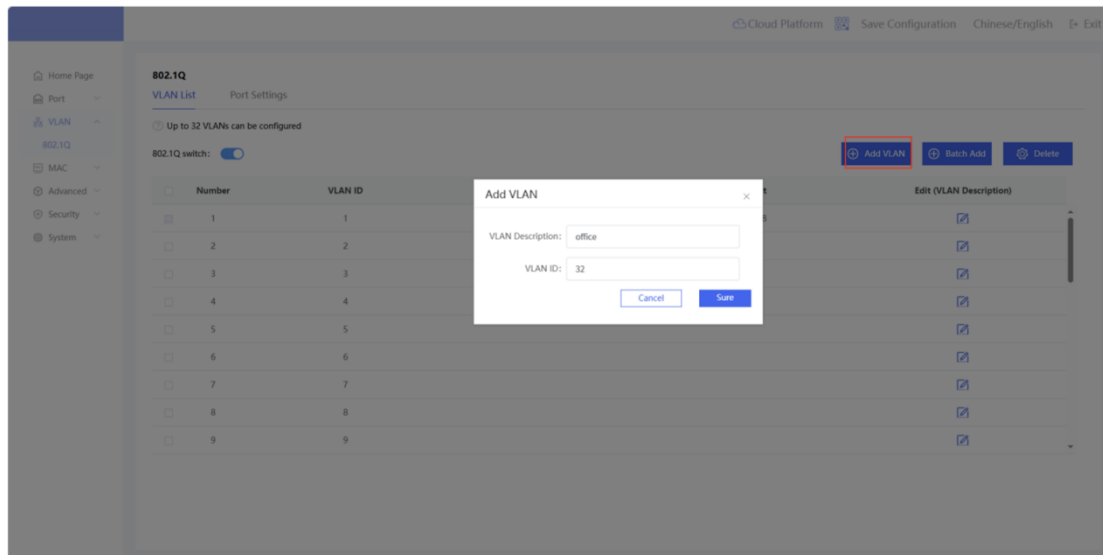 Cloud Platform Save Configuration Chinese/English Exit
Home Page
Port
VLAN
802.1Q
MAC
Advanced
Security
System
802.1Q
VLAN List Port Settings
Up to 32 VLANs can be configured
802.1Q switch:
Add VLAN Batch Add Delete
Number VLAN ID Edit (VLAN Description)
1 1
2 2
3 3
4 4
5 5
6 6
7 7
8 8
9 9
Add VLAN
VLAN Description: office
VLAN ID: 32
Cancel Sure